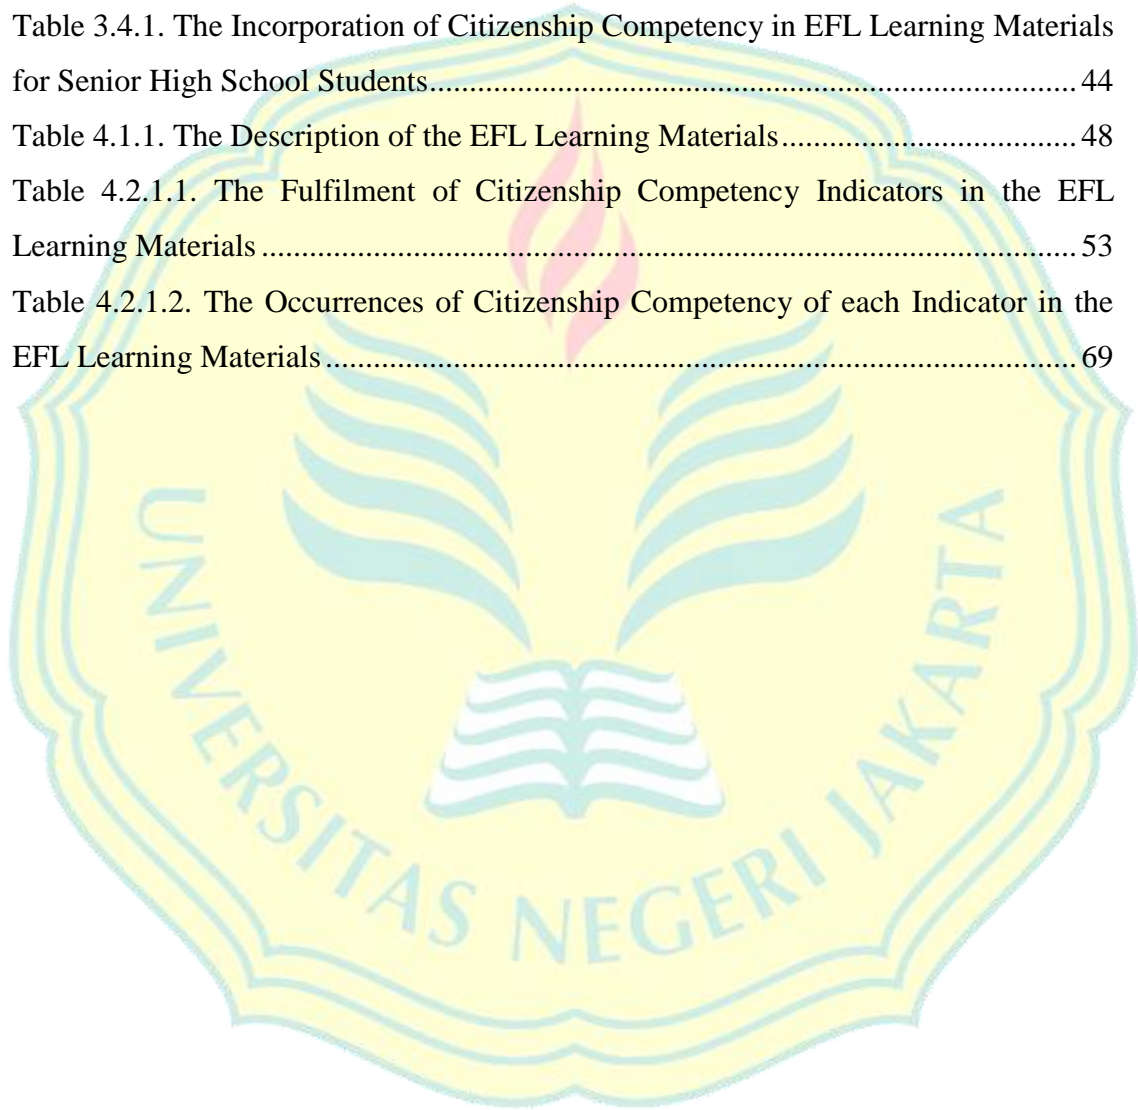 Table 3.4.1. The Incorporation of Citizenship Competency in EFL Learning Materials
for Senior High School Students............................................................................... 44
Table 4.1.1. The Description of the EFL Learning Materials.................................... 48
Table 4.2.1.1. The Fulfilment of Citizenship Competency Indicators in the EFL
Learning Materials .................................................................................................... 53
Table 4.2.1.2. The Occurrences of Citizenship Competency of each Indicator in the
EFL Learning Materials............................................................................................ 69
UNIVERSITAS NEGERI JAKARTA